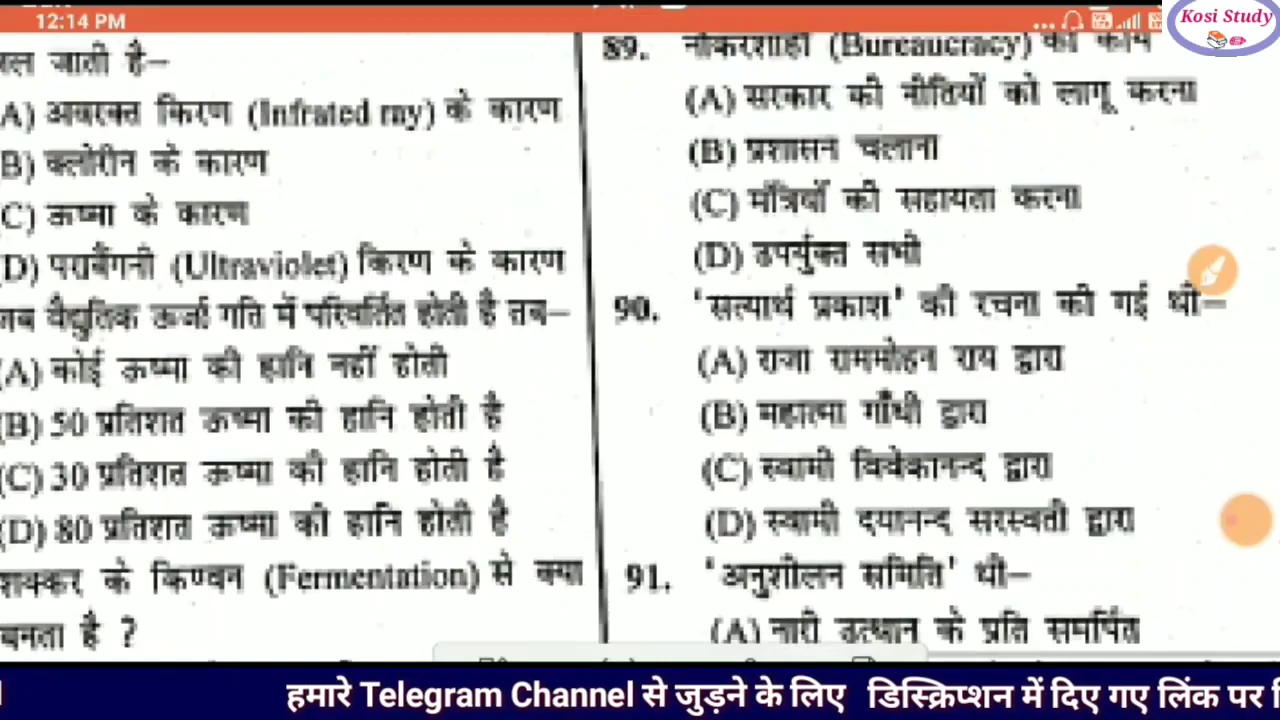 12:14 PM
Kosi Study
ल जाती है–
A) अवरक्त किरण (Infrated ray) के कारण
B) क्लोरीन के कारण
C) ऊष्मा के कारण
D) पराबैंगनी (Ultraviolet) किरण के कारण
जब वैद्युतिक ऊर्जा गति में परिवर्तित होती है तब–
(A) कोई ऊष्मा की हानि नहीं होती
(B) 50 प्रतिशत ऊष्मा की हानि होती है
(C) 30 प्रतिशत ऊष्मा की हानि होती है
(D) 80 प्रतिशत ऊष्मा की हानि होती है
शक्कर के किण्वन (Fermentation) से क्या
बनता है ?
89. नौकरशाही (Bureaucracy) का कार्य
(A) सरकार की नीतियों को लागू करना
(B) प्रशासन चलाना
(C) मंत्रियों की सहायता करना
(D) उपर्युक्त सभी
90. 'सत्यार्थ प्रकाश' की रचना की गई थी–
(A) राजा राममोहन राय द्वारा
(B) महात्मा गाँधी द्वारा
(C) स्वामी विवेकानन्द द्वारा
(D) स्वामी दयानन्द सरस्वती द्वारा
91. 'अनुशीलन समिति' थी–
(A) नारी उत्थान के प्रति समर्पित
हमारे Telegram Channel से जुड़ने के लिए डिस्क्रिप्शन में दिए गए लिंक पर